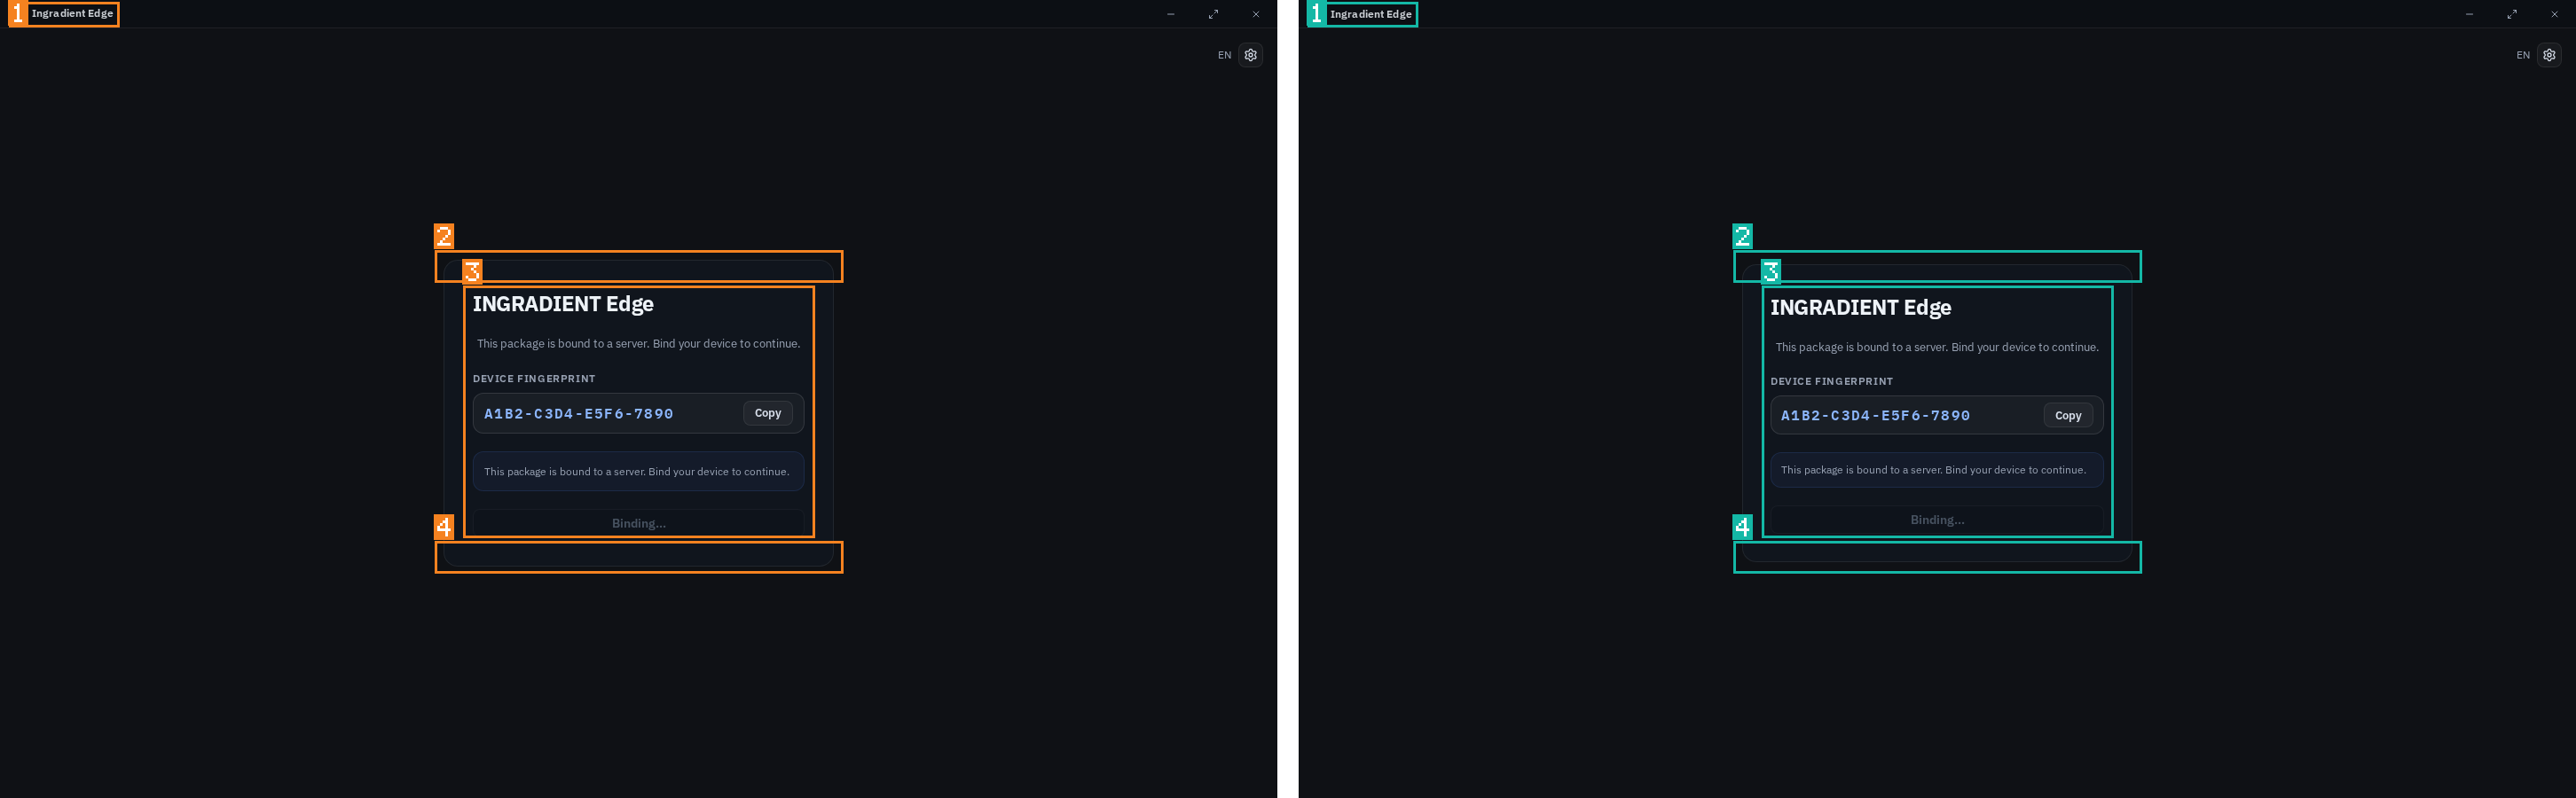 1 Ingradient Edge
EN
2
3
INGRADIENT Edge
This package is bound to a server. Bind your device to continue.
DEVICE FINGERPRINT
A1B2-C3D4-E5F6-7890 Copy
This package is bound to a server. Bind your device to continue.
4
Binding...
1 Ingradient Edge
EN
2
3
INGRADIENT Edge
This package is bound to a server. Bind your device to continue.
DEVICE FINGERPRINT
A1B2-C3D4-E5F6-7890 Copy
This package is bound to a server. Bind your device to continue.
4
Binding...